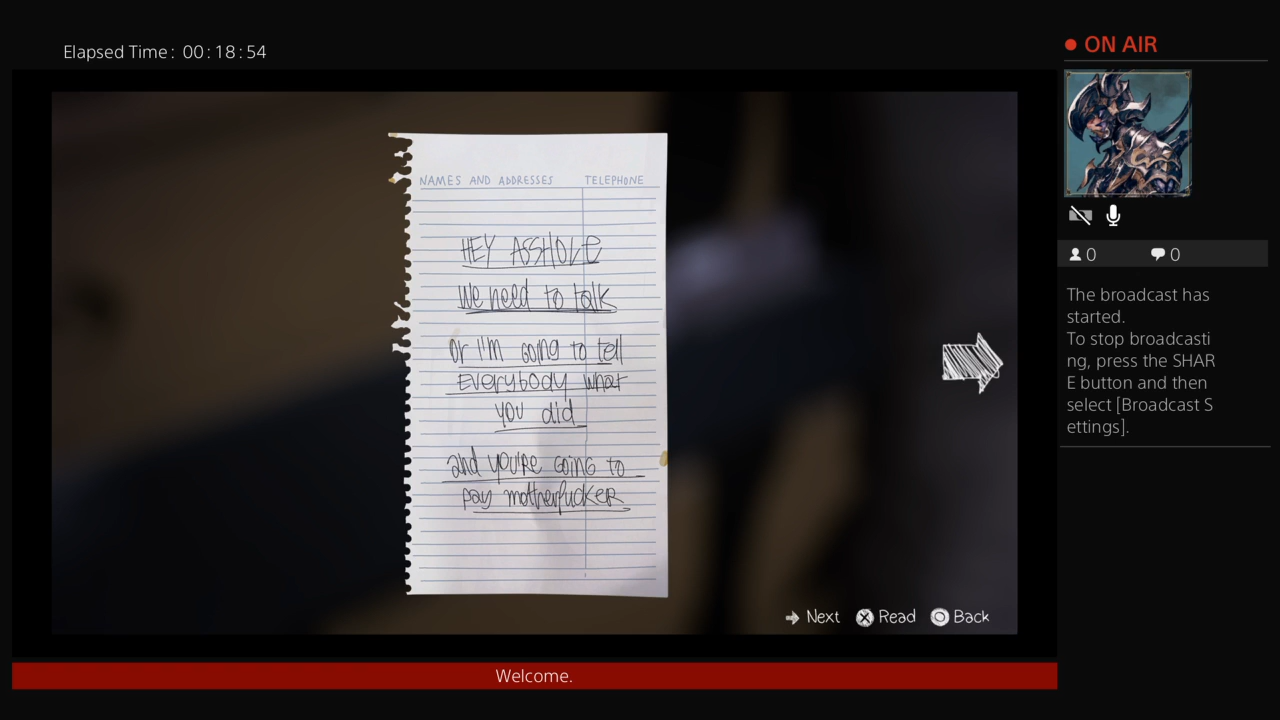 Elapsed Time: 00:18:54
ON AIR
NAMES AND ADDRESSES TELEPHONE
HEY ASSHOLE
We need to talk
Or I'm going to tell
Everybody what
you did
and you're going to
pay motherfucker
0 0
The broadcast has
started.
To stop broadcasti
ng, press the SHAR
E button and then
select [Broadcast S
ettings].
Next Read Back
Welcome.